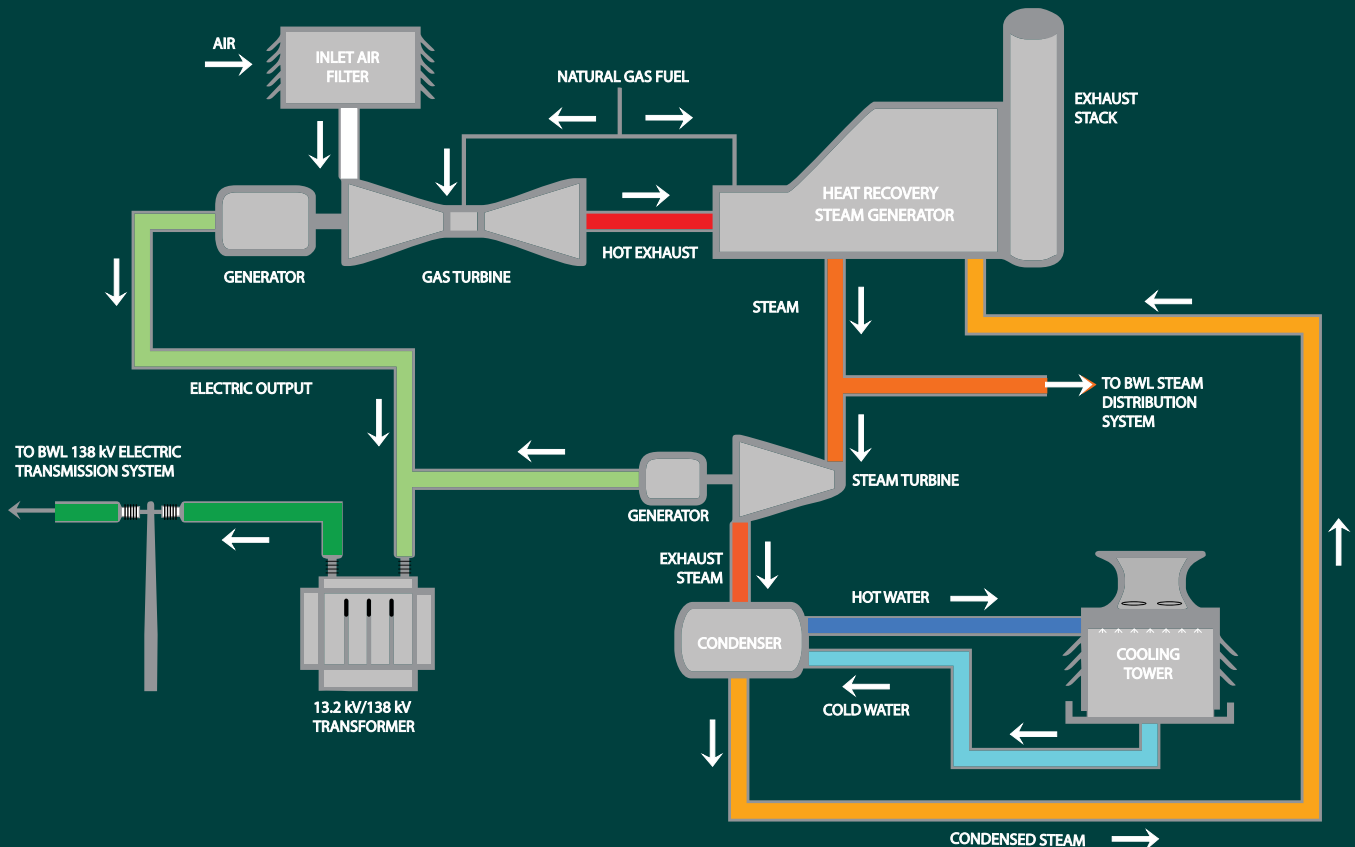 AIR
INLET AIR
FILTER
NATURAL GAS FUEL
EXHAUST
STACK
HEAT RECOVERY
STEAM GENERATOR
HOT EXHAUST
GENERATOR
GAS TURBINE
STEAM
ELECTRIC OUTPUT
TO BWL STEAM
DISTRIBUTION
SYSTEM
TO BWL 138 kV ELECTRIC
TRANSMISSION SYSTEM
STEAM TURBINE
GENERATOR
EXHAUST
STEAM
HOT WATER
CONDENSER
COOLING
TOWER
COLD WATER
13.2 kV/138 kV
TRANSFORMER
CONDENSED STEAM